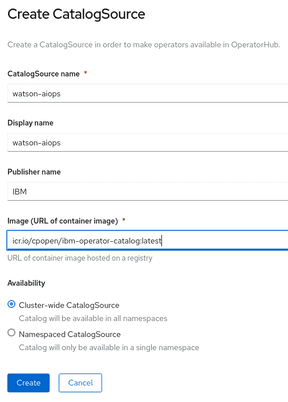 Create CatalogSource
Create a CatalogSource in order to make operators available in OperatorHub.
CatalogSource name *
watson-aiops
Display name
watson-aiops
Publisher name
IBM
Image (URL of container image) *
icr.io/cpopen/ibm-operator-catalog:latest
URL of container image hosted on a registry
Availability
Cluster-wide CatalogSource
Catalog will be available in all namespaces
Namespaced CatalogSource
Catalog will only be available in a single namespace
Create Cancel